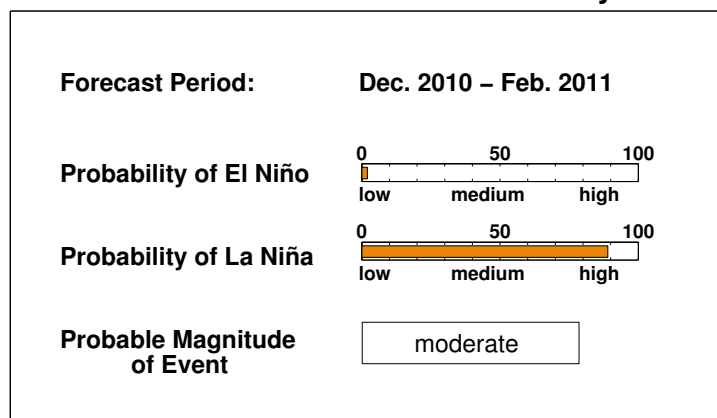 Forecast Period: Dec. 2010 – Feb. 2011
0 50 100
Probability of El Niño
low medium high
0 50 100
Probability of La Niña
low medium high
Probable Magnitude
of Event
moderate